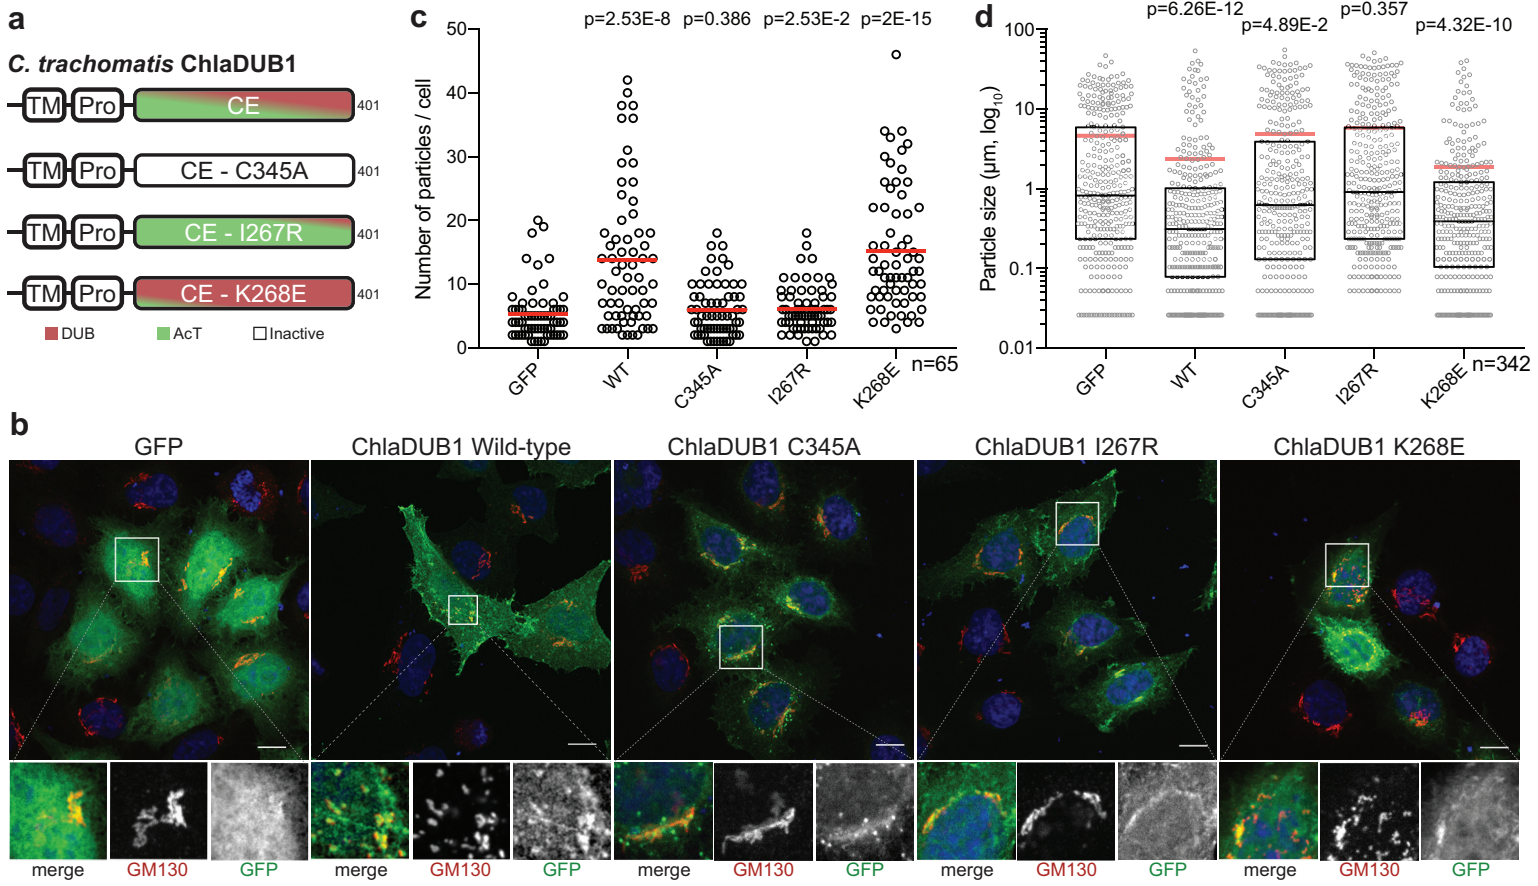 a
C. trachomatis ChlaDUB1
TM Pro CE 401
TM Pro CE - C345A 401
TM Pro CE - I267R 401
TM Pro CE - K268E 401
DUB AcT Inactive
c
p=2.53E-8 p=0.386 p=2.53E-2 p=2E-15
Number of particles / cell
50
40
30
20
10
0
GFP WT C345A I267R K268E n=65
d
p=6.26E-12 p=0.357
p=4.89E-2 p=4.32E-10
Particle size (µm, log10)
100
10
1
0.1
0.01
GFP WT C345A I267R K268E n=342
b
GFP ChlaDUB1 Wild-type ChlaDUB1 C345A ChlaDUB1 I267R ChlaDUB1 K268E
merge GM130 GFP merge GM130 GFP merge GM130 GFP merge GM130 GFP merge GM130 GFP